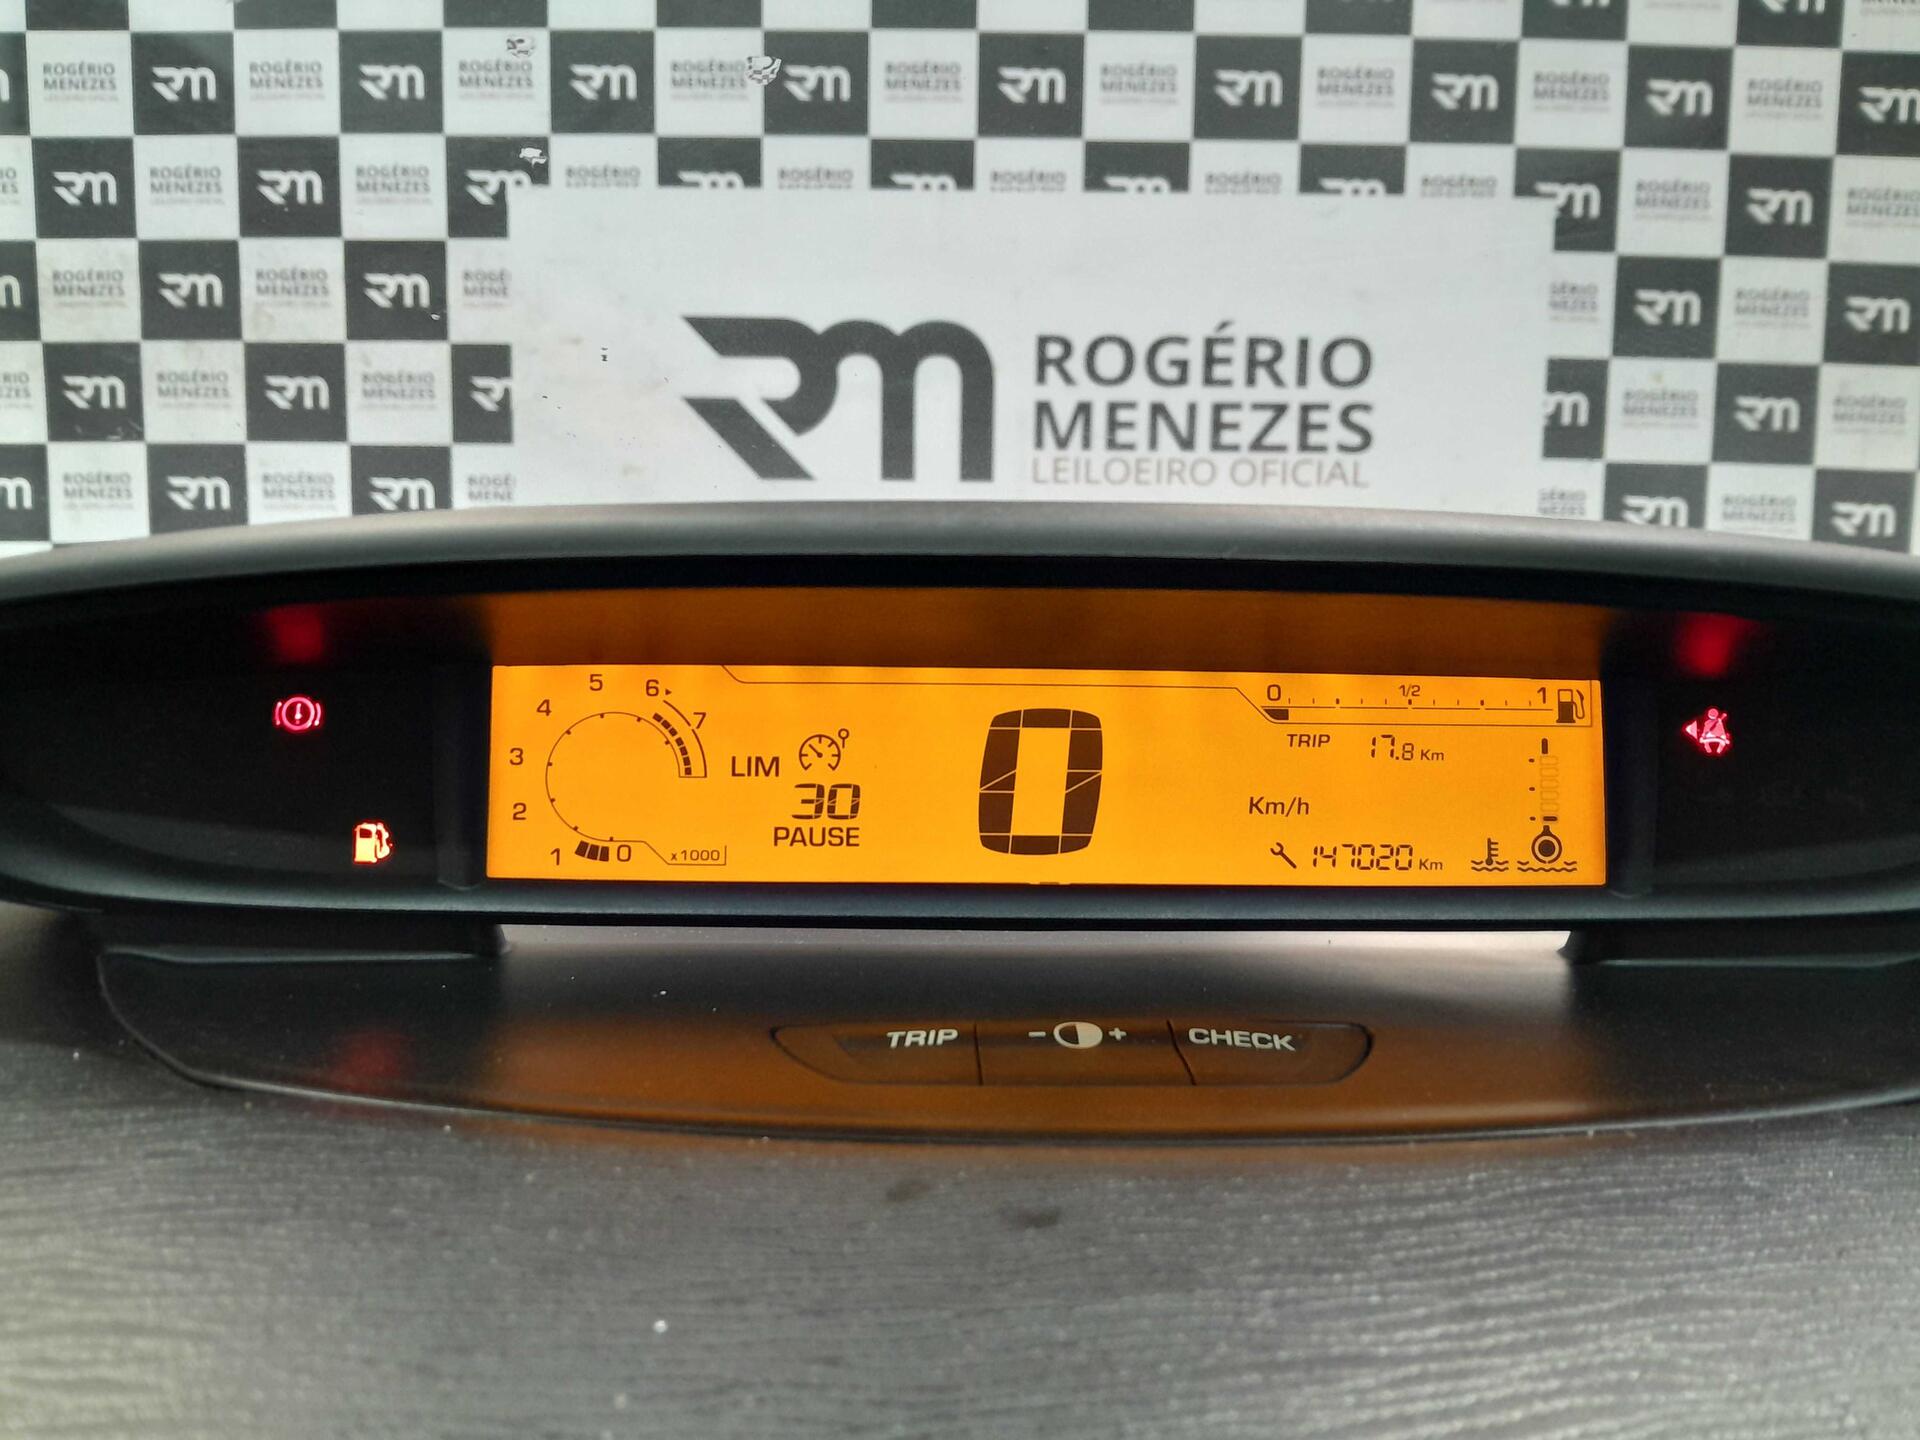 RM
ROGÉRIO
MENEZES
LEILOEIRO OFICIAL
5
6
4
7
3
2
1
0
x1000
LIM
30
PAUSE
0
0 1/2 1
TRIP 17.8 Km
Km/h
147020 Km
TRIP - + CHECK